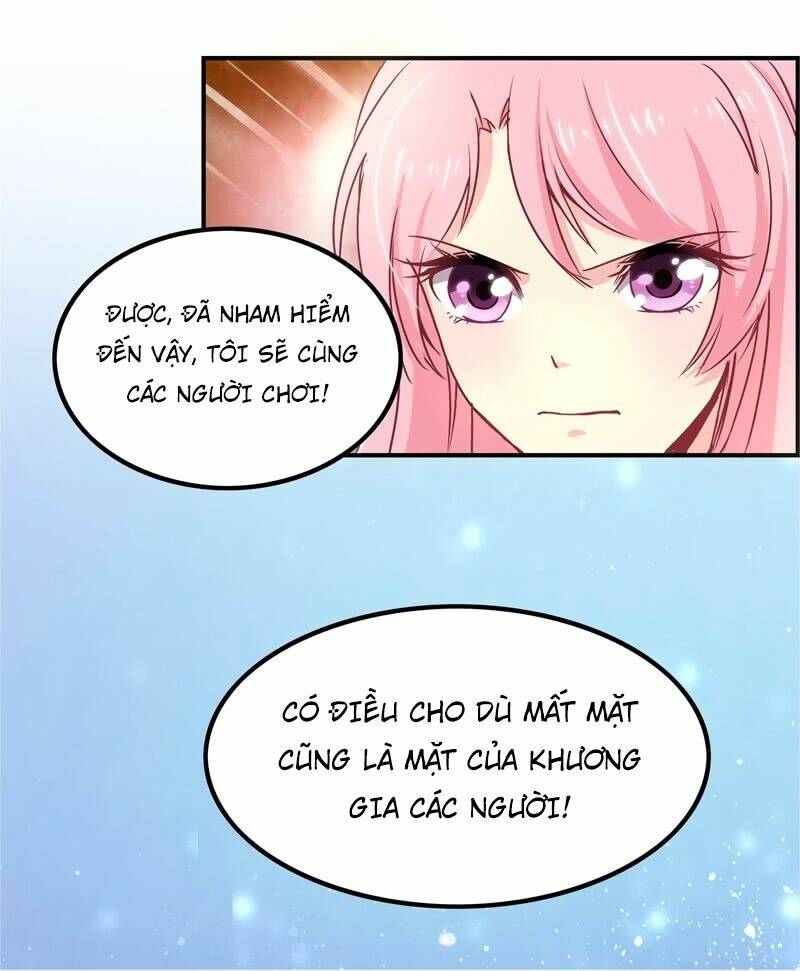 ĐƯỢC, ĐÃ NHAM HIỂM
ĐẾN VẬY, TÔI SẼ CÙNG
CÁC NGƯỜI CHƠI!
CÓ ĐIỀU CHO DÙ MẤT MẶT
CŨNG LÀ MẶT CỦA KHƯƠNG
GIA CÁC NGƯỜI!